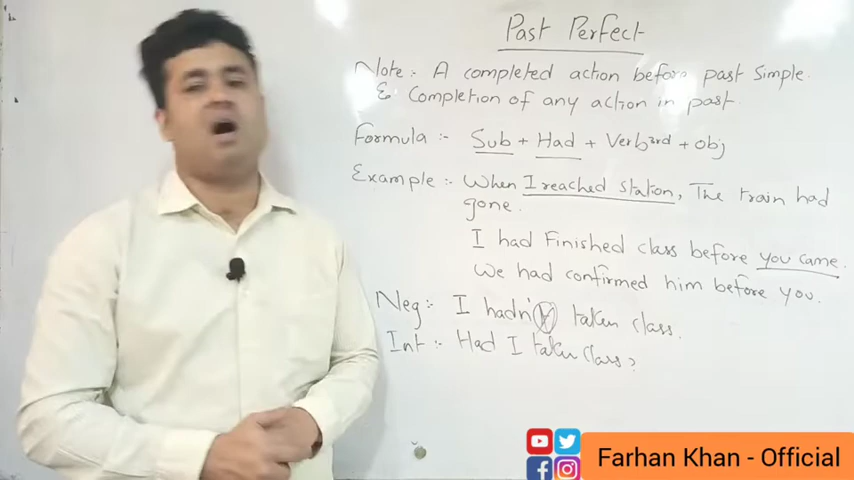 Past Perfect
Note:- A completed action before past simple.
& Completion of any action in past.
Formula :- Sub + Had + Verb 3rd + obj
Example :- When I reached station, The train had
gone.
I had Finished class before you came.
We had confirmed him before you.
Neg :- I hadn't taken class.
Int :- Had I taken class?
Farhan Khan - Official